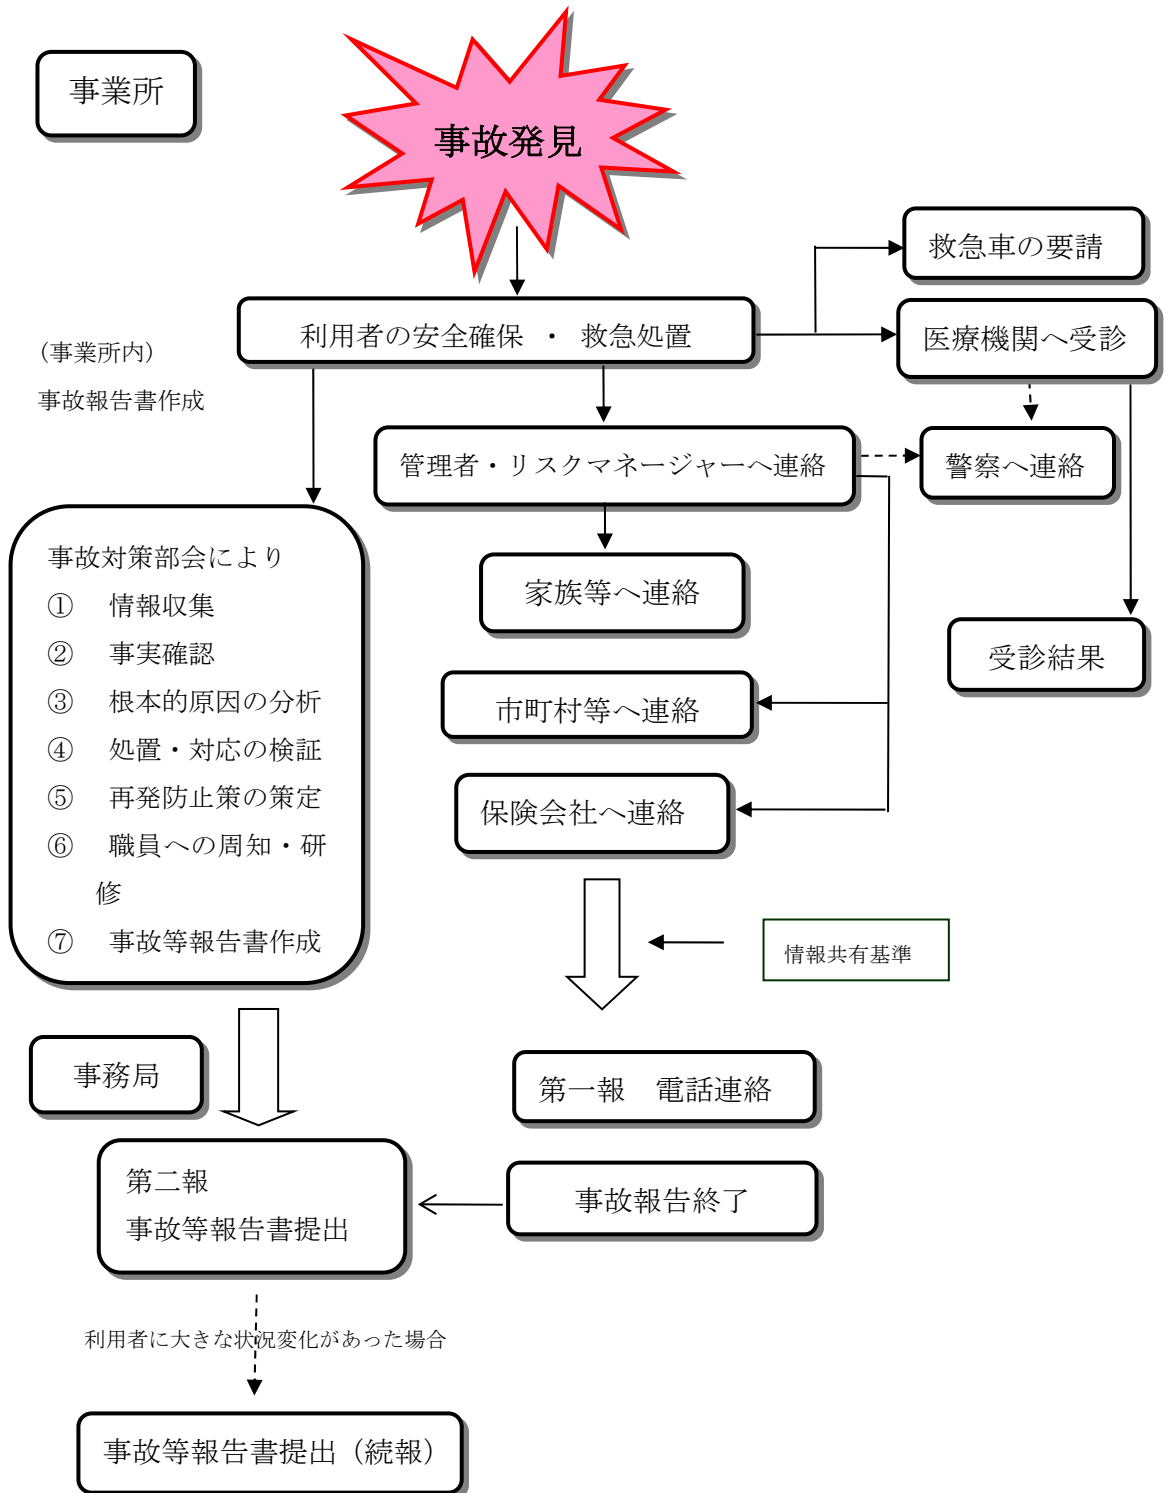 事業所
事故発見
救急車の要請
利用者の安全確保 ・ 救急処置
医療機関へ受診
（事業所内）
事故報告書作成
管理者・リスクマネージャーへ連絡
警察へ連絡
事故対策部会により
① 情報収集
② 事実確認
③ 根本的原因の分析
④ 処置・対応の検証
⑤ 再発防止策の策定
⑥ 職員への周知・研
修
⑦ 事故等報告書作成
家族等へ連絡
受診結果
市町村等へ連絡
保険会社へ連絡
情報共有基準
事務局
第一報　電話連絡
第二報
事故等報告書提出
事故報告終了
利用者に大きな状況変化があった場合
事故等報告書提出（続報）